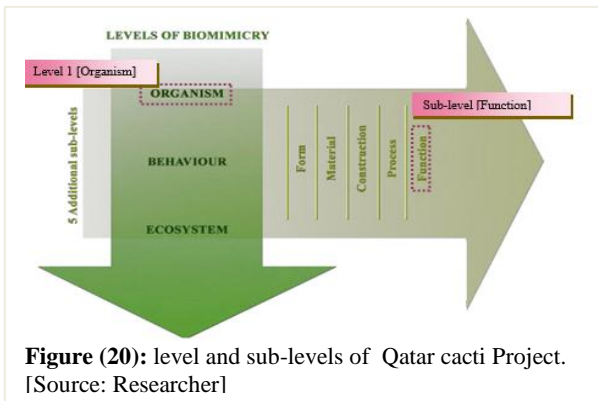 LEVELS OF BIOMIMICRY
Level 1 [Organism]
ORGANISM
Sub-level [Function]
5 Additional sub-levels
BEHAVIOUR
Form
Material
Construction
Process
Function
ECOSYSTEM
Figure (20): level and sub-levels of Qatar cacti Project.
[Source: Researcher]